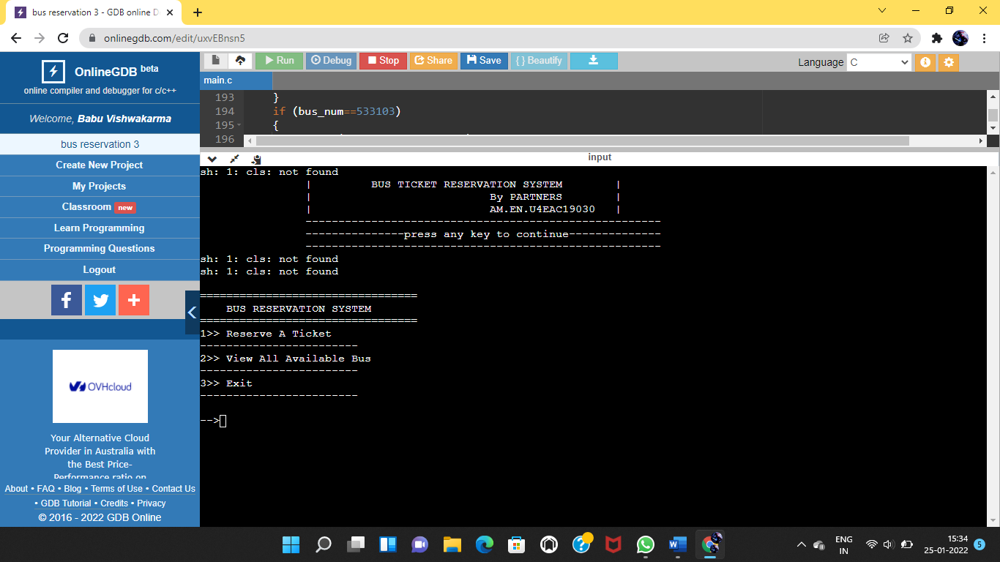 bus reservation 3 - GDB online D
onlinegdb.com/edit/uxvEBnsn5
OnlineGDB beta
online compiler and debugger for c/c++
Welcome, Babu Vishwakarma
bus reservation 3
Create New Project
My Projects
Classroom new
Learn Programming
Programming Questions
Logout
OVHcloud
Your Alternative Cloud
Provider in Australia with
the Best Price-
Performance ratio on
About • FAQ • Blog • Terms of Use • Contact Us
• GDB Tutorial • Credits • Privacy
© 2016 - 2022 GDB Online
Run Debug Stop Share Save { } Beautify Language C
main.c
193 }
194 if (bus_num==533103)
195 {
196
input
sh: 1: cls: not found
| BUS TICKET RESERVATION SYSTEM |
| By PARTNERS |
| AM.EN.U4EAC19030 |
------------------------------------------------------
---------------press any key to continue--------------
------------------------------------------------------
sh: 1: cls: not found
sh: 1: cls: not found
=================================
BUS RESERVATION SYSTEM
=================================
1>> Reserve A Ticket
------------------------
2>> View All Available Bus
------------------------
3>> Exit
------------------------
-->
ENG
IN
15:34
25-01-2022
5